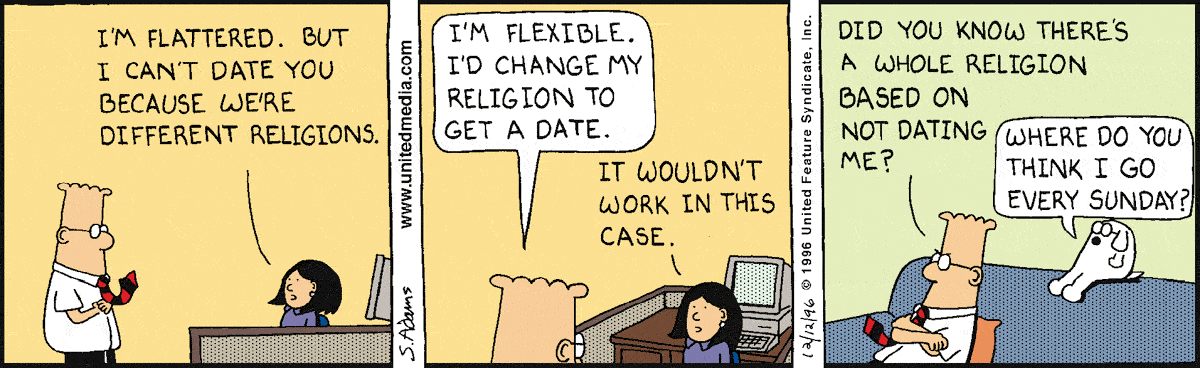 I'M FLATTERED. BUT
I CAN'T DATE YOU
BECAUSE WE'RE
DIFFERENT RELIGIONS.
S.Adams
www.unitedmedia.com
I'M FLEXIBLE.
I'D CHANGE MY
RELIGION TO
GET A DATE.
IT WOULDN'T
WORK IN THIS
CASE.
12/12/96 © 1996 United Feature Syndicate, Inc.
DID YOU KNOW THERE'S
A WHOLE RELIGION
BASED ON
NOT DATING
ME?
WHERE DO YOU
THINK I GO
EVERY SUNDAY?